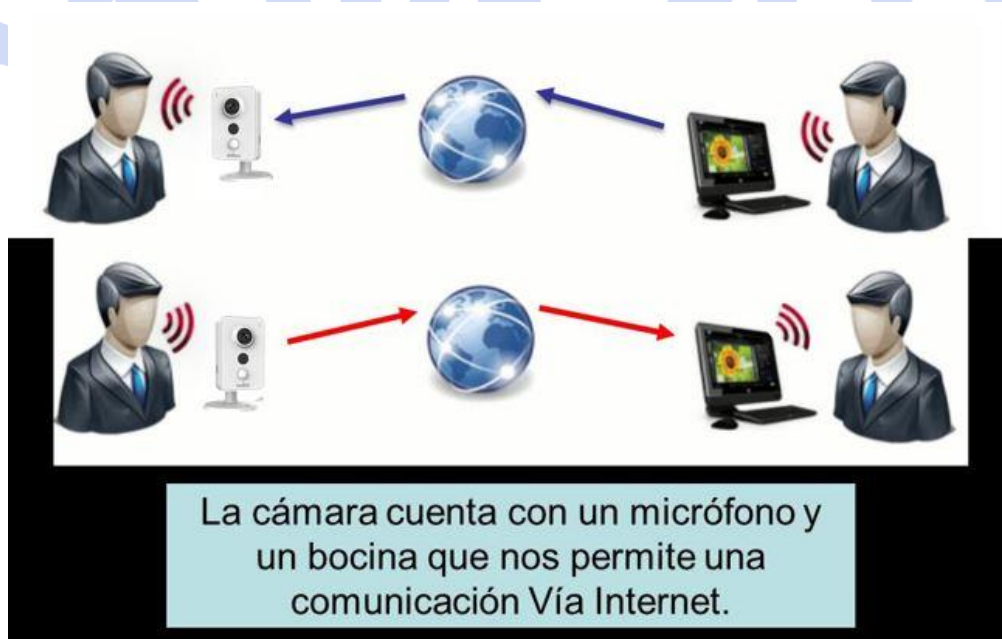 La cámara cuenta con un micrófono y
un bocina que nos permite una
comunicación Vía Internet.